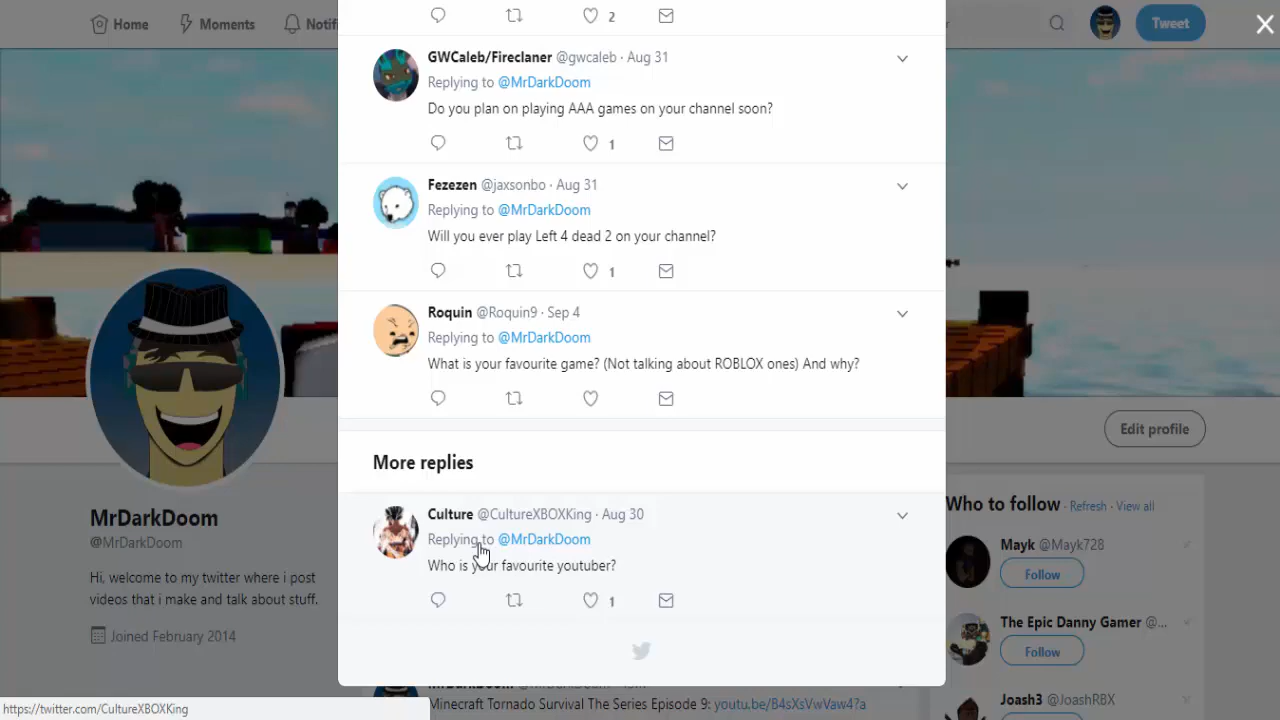 Home
Moments
Notif
Tweet
2
GWCaleb/Fireclaner @gwcaleb · Aug 31
Replying to @MrDarkDoom
Do you plan on playing AAA games on your channel soon?
1
Fezezen @jaxsonbo · Aug 31
Replying to @MrDarkDoom
Will you ever play Left 4 dead 2 on your channel?
1
Roquin @Roquin9 · Sep 4
Replying to @MrDarkDoom
What is your favourite game? (Not talking about ROBLOX ones) And why?
More replies
Culture @CultureXBOXKing · Aug 30
Replying to @MrDarkDoom
Who is your favourite youtuber?
1
MrDarkDoom
@MrDarkDoom
Hi, welcome to my twitter where i post
videos that i make and talk about stuff.
Joined February 2014
Edit profile
Who to follow · Refresh · View all
Mayk @Mayk728
Follow
The Epic Danny Gamer @...
Follow
Joash3 @JoashRBX
Minecraft Tornado Survival The Series Episode 9: youtu.be/B4sXsVwVaw4?a
https://twitter.com/CultureXBOXKing